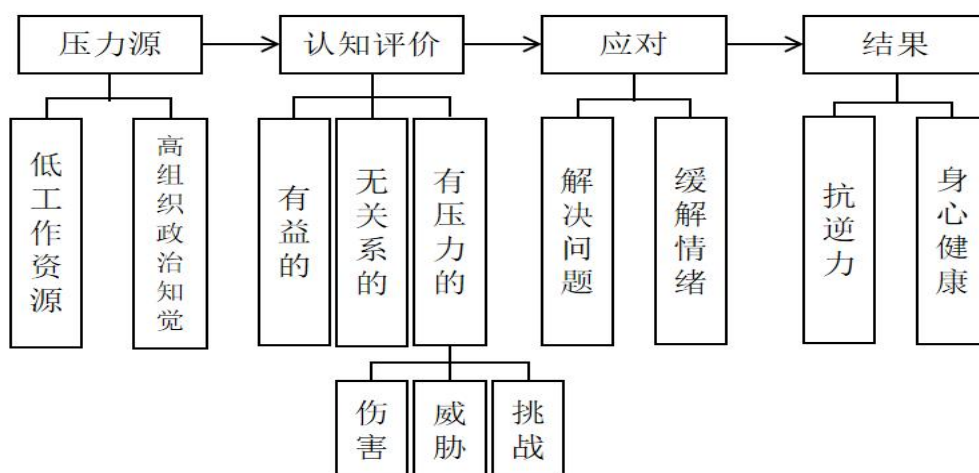 压力源
认知评价
应对
结果
低工作资源
高组织政治知觉
有益的
无关系的
有压力的
解决问题
缓解情绪
抗逆力
身心健康
伤害
威胁
挑战